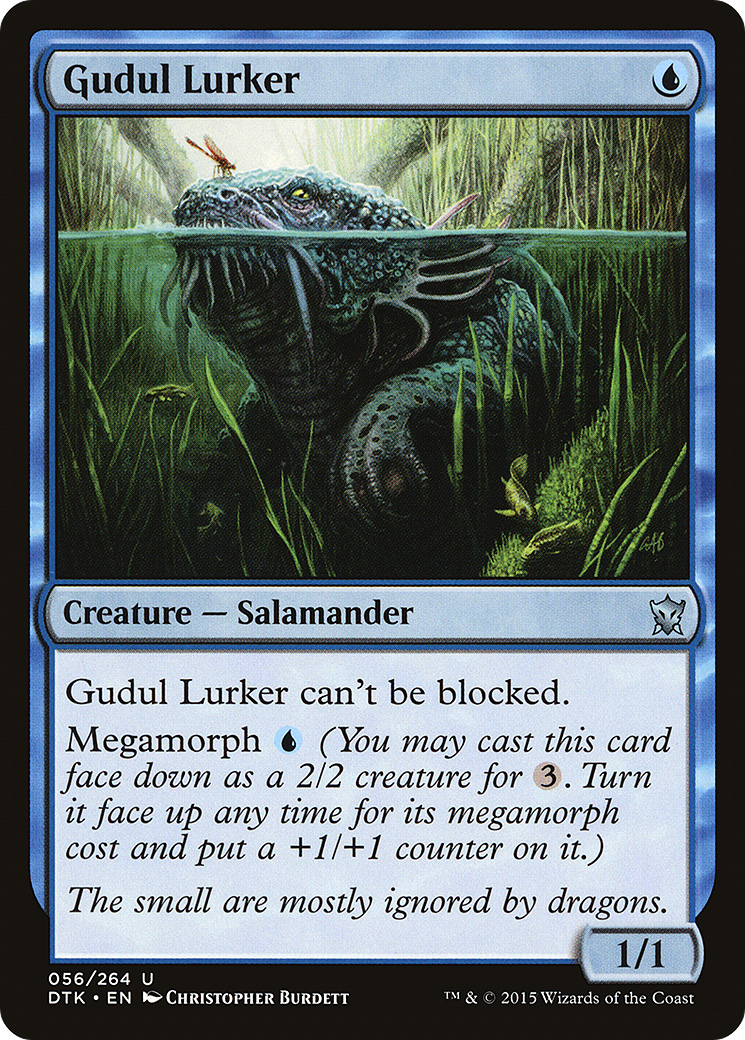 Gudul Lurker
CAB
Creature — Salamander
Gudul Lurker can't be blocked.
Megamorph (You may cast this card
face down as a 2/2 creature for 3. Turn
it face up any time for its megamorph
cost and put a +1/+1 counter on it.)
The small are mostly ignored by dragons.
1/1
056/264 U
DTK • EN Christopher Burdett
™ & © 2015 Wizards of the Coast